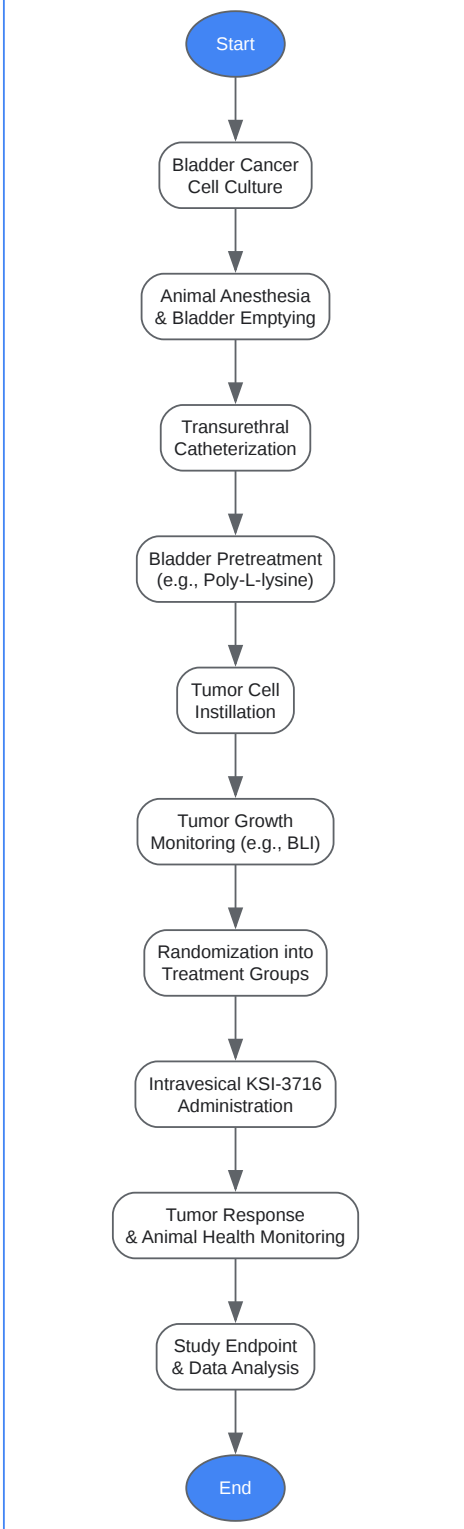 Start
Bladder Cancer
Cell Culture
Animal Anesthesia
& Bladder Emptying
Transurethral
Catheterization
Bladder Pretreatment
(e.g., Poly-L-lysine)
Tumor Cell
Instillation
Tumor Growth
Monitoring (e.g., BLI)
Randomization into
Treatment Groups
Intravesical KSI-3716
Administration
Tumor Response
& Animal Health Monitoring
Study Endpoint
& Data Analysis
End